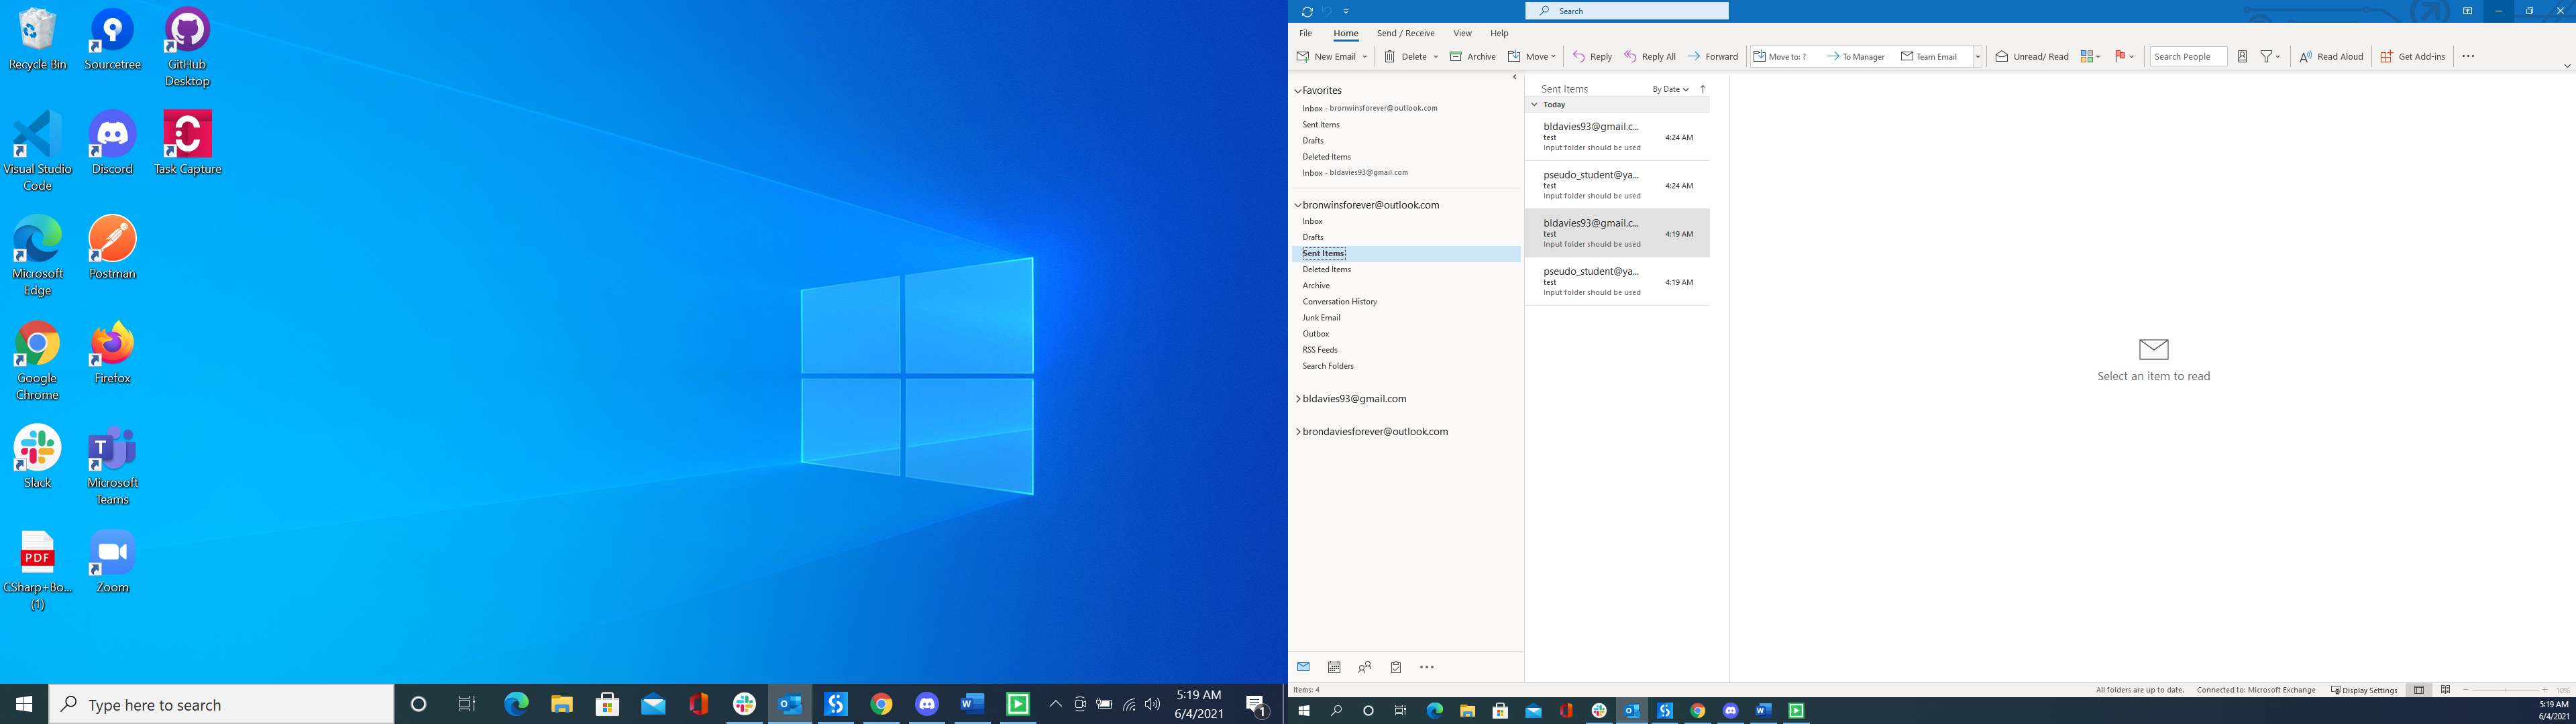 Recycle Bin
Sourcetree
GitHub
Desktop
Visual Studio
Code
Discord
Task Capture
Microsoft
Edge
Postman
Google
Chrome
Firefox
Slack
Microsoft
Teams
PDF
CSharp+Bo...
(1)
Zoom
Type here to search
5:19 AM
6/4/2021
1
Search
File Home Send / Receive View Help
New Email Delete Archive Move Reply Reply All Forward Move to: ? To Manager Team Email Unread/ Read Search People Read Aloud Get Add-ins
Favorites
Inbox - bronwinsforever@outlook.com
Sent Items
Drafts
Deleted Items
Inbox - bldavies93@gmail.com
bronwinsforever@outlook.com
Inbox
Drafts
Sent Items
Deleted Items
Archive
Conversation History
Junk Email
Outbox
RSS Feeds
Search Folders
bldavies93@gmail.com
brondaviesforever@outlook.com
Sent Items By Date
Today
bldavies93@gmail.c...
test 4:24 AM
Input folder should be used
pseudo_student@ya...
test 4:24 AM
Input folder should be used
bldavies93@gmail.c...
test 4:19 AM
Input folder should be used
pseudo_student@ya...
test 4:19 AM
Input folder should be used
Select an item to read
Items: 4
All folders are up to date. Connected to: Microsoft Exchange Display Settings 10%
5:19 AM
6/4/2021